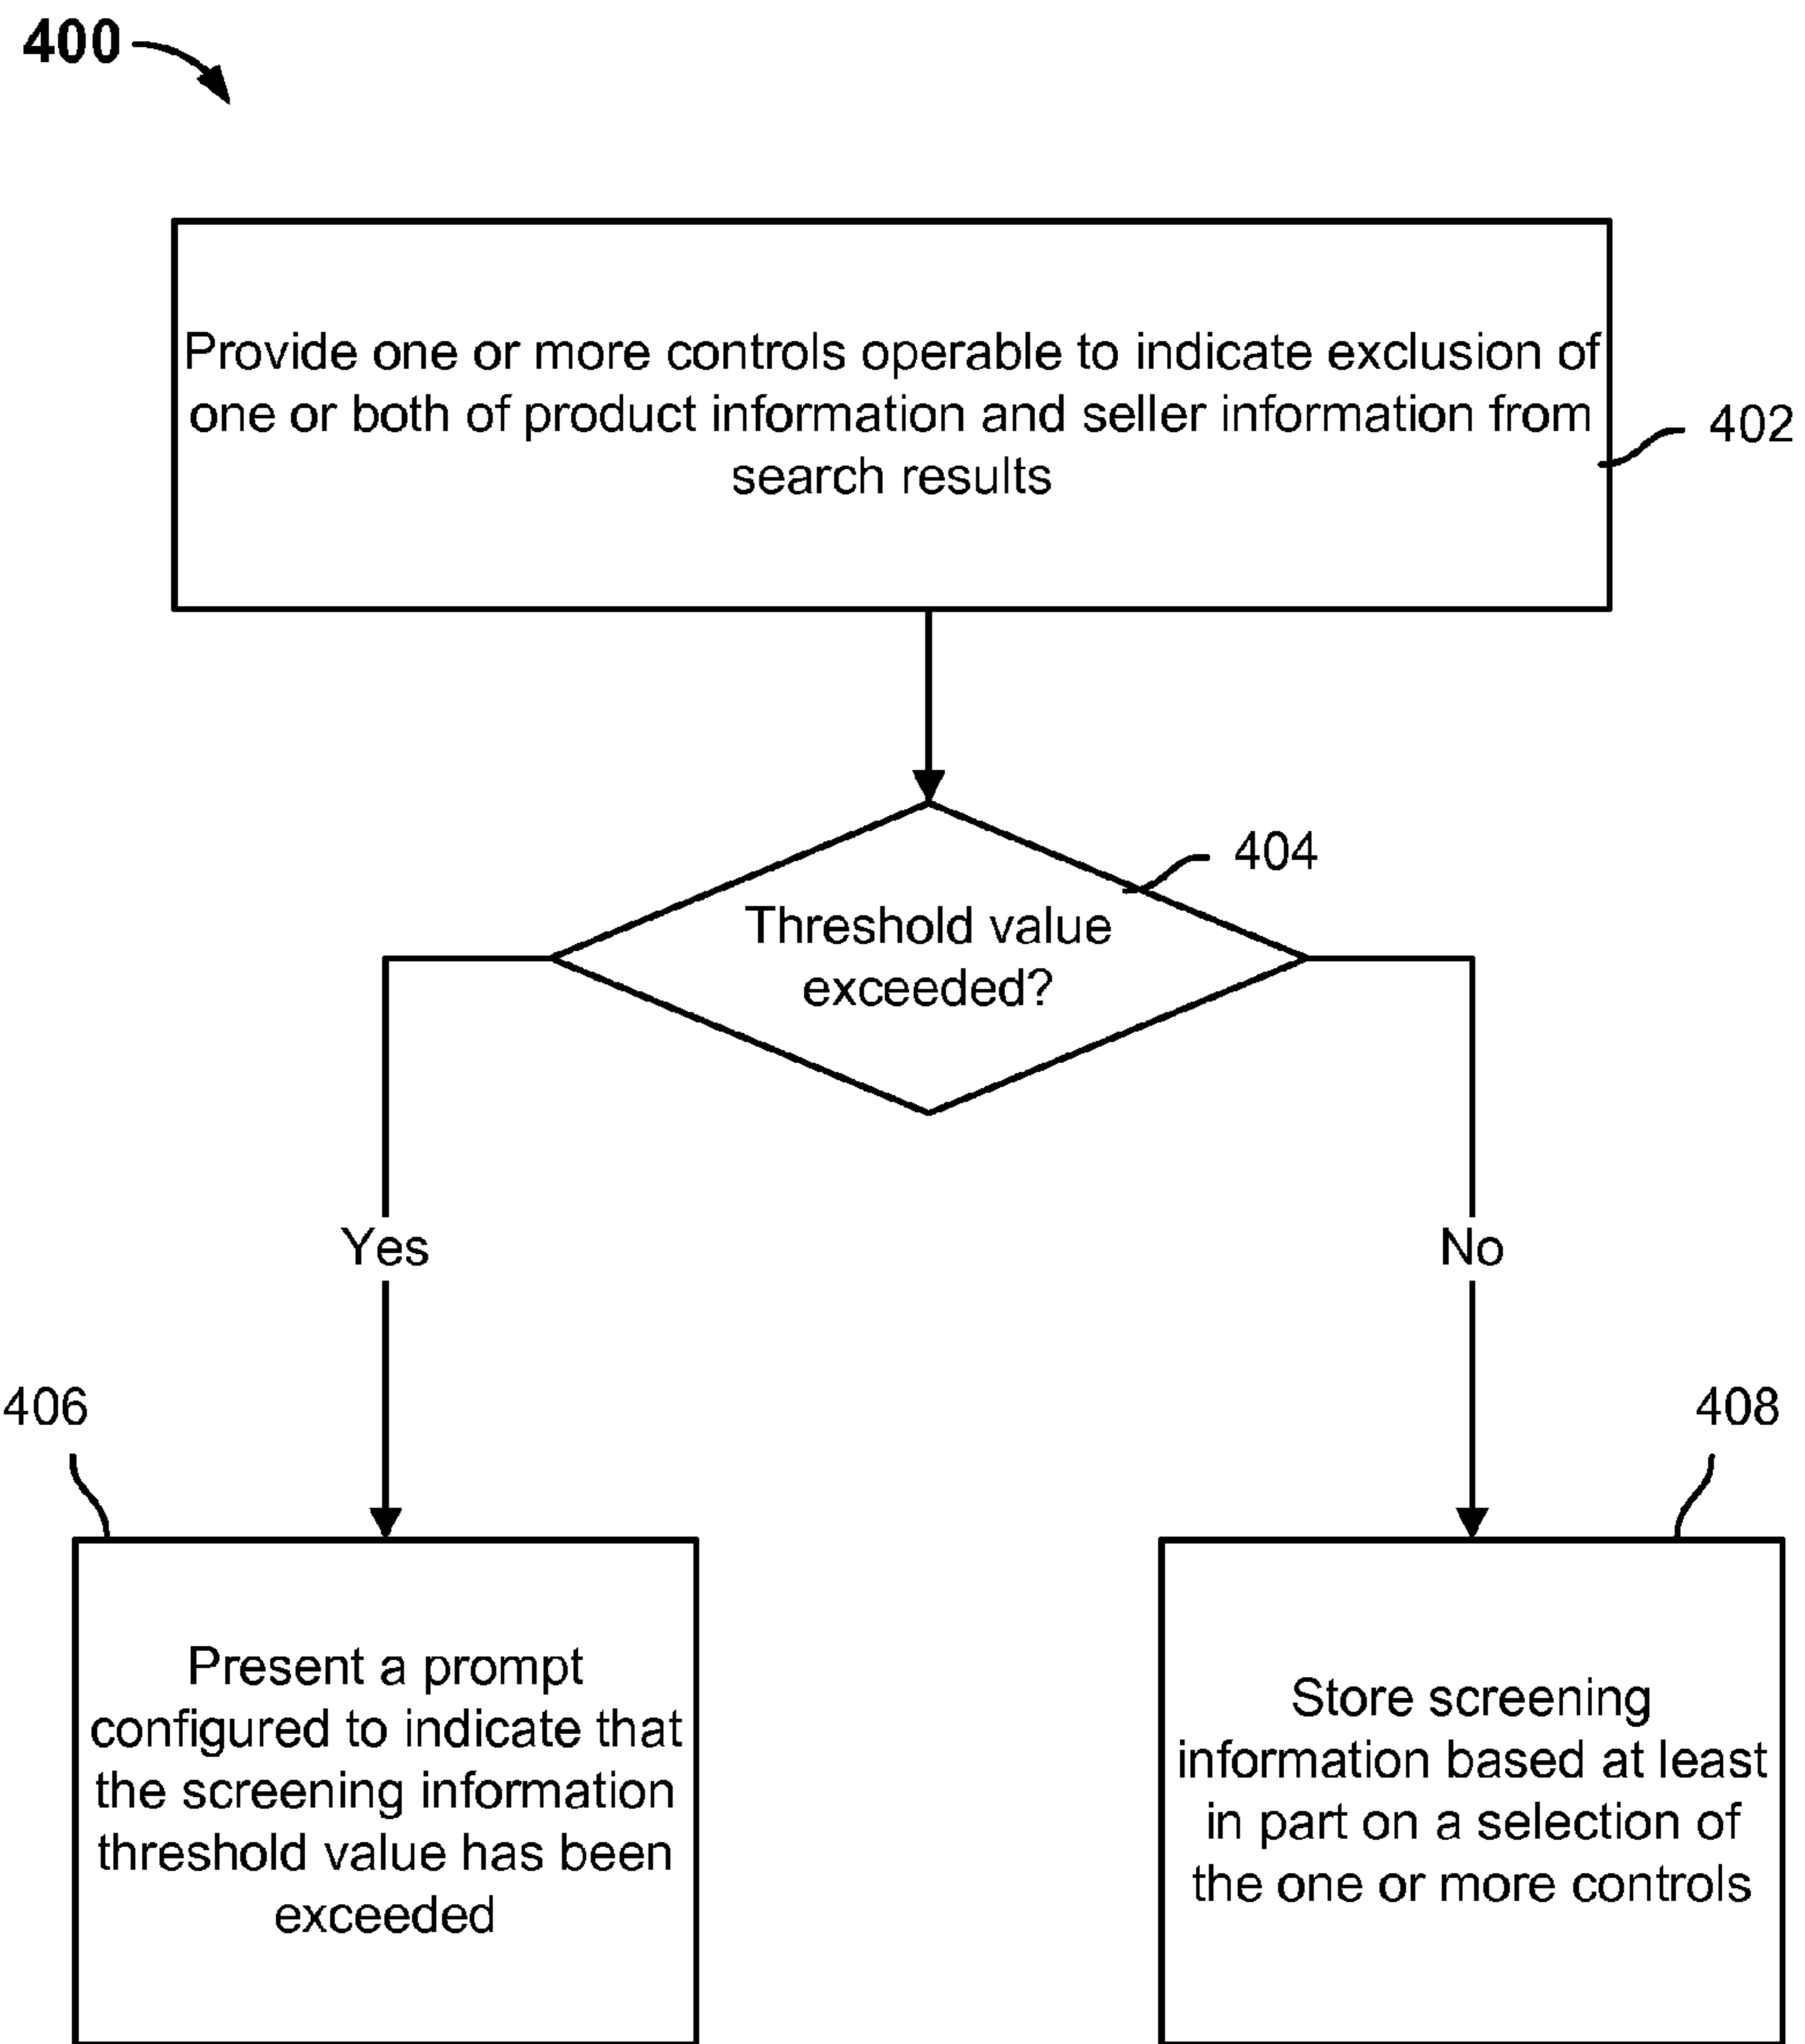 400
Provide one or more controls operable to indicate exclusion of
one or both of product information and seller information from
search results
402
404
Threshold value
exceeded?
Yes
No
406
408
Present a prompt
configured to indicate that
the screening information
threshold value has been
exceeded
Store screening
information based at least
in part on a selection of
the one or more controls